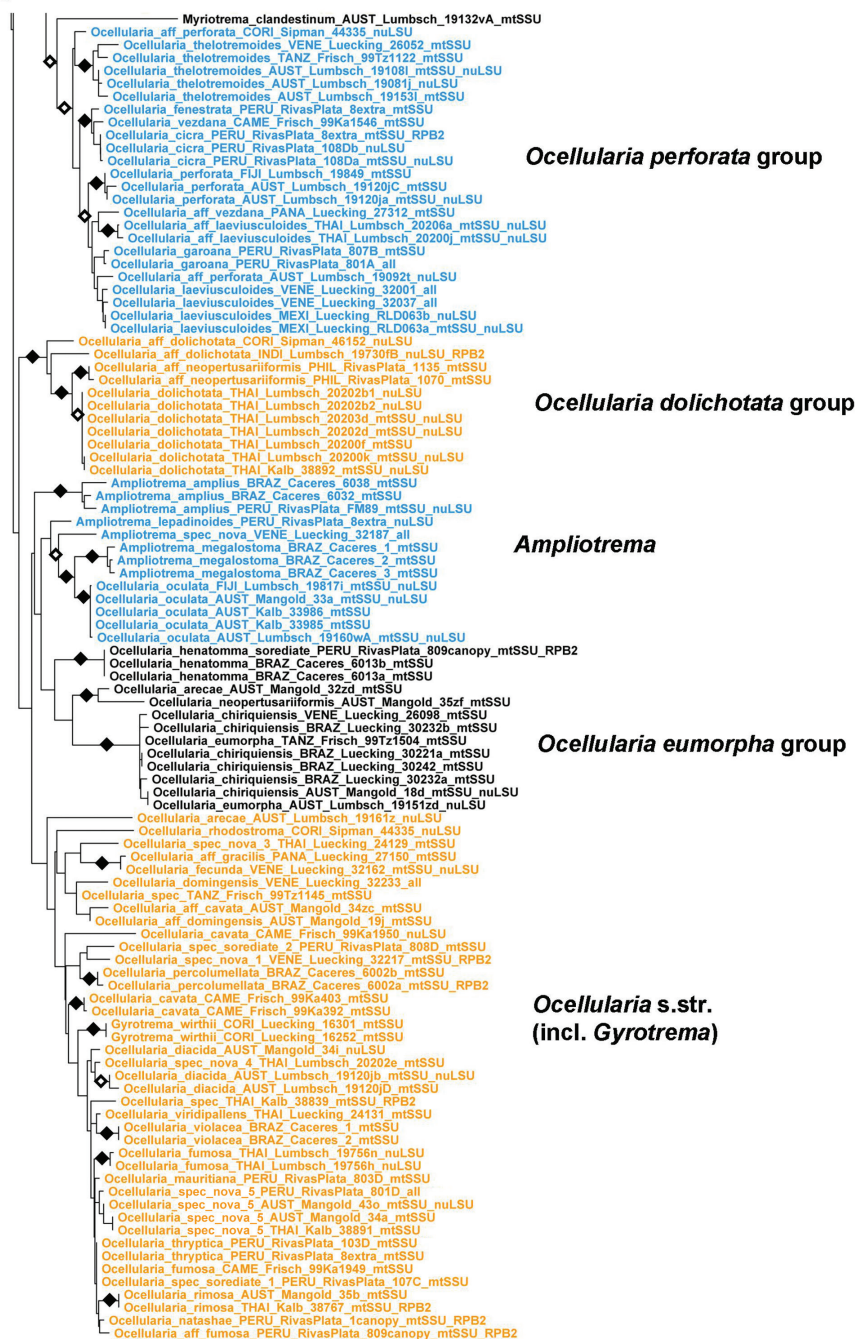 Myriotrema_clandestinum_AUST_Lumbsch_19132vA_mtSSU
Ocellularia_aff_perforata_CORI_Sipman_44335_nuLSU
Ocellularia_thelotremoides_VENE_Luecking_26052_mtSSU
Ocellularia_thelotremoides_TANZ_Frisch_99Tz1122_mtSSU
Ocellularia_thelotremoides_AUST_Lumbsch_19108l_mtSSU_nuLSU
Ocellularia_thelotremoides_AUST_Lumbsch_19081j_mtSSU
Ocellularia_thelotremoides_AUST_Lumbsch_19153l_mtSSU
Ocellularia_fenestrata_PERU_RivasPlata_8extra_mtSSU
Ocellularia_vezdana_CAME_Frisch_99Ka1546_mtSSU
Ocellularia_cicra_PERU_RivasPlata_8extra_mtSSU_RPB2
Ocellularia_cicra_PERU_RivasPlata_108Db_nuLSU
Ocellularia_cicra_PERU_RivasPlata_108Da_mtSSU_nuLSU
Ocellularia perforata group
Ocellularia_perforata_FIJI_Lumbsch_19849_mtSSU
Ocellularia_perforata_AUST_Lumbsch_19120jC_mtSSU
Ocellularia_perforata_AUST_Lumbsch_19120ja_mtSSU_nuLSU
Ocellularia_aff_vezdana_PANA_Luecking_27312_mtSSU
Ocellularia_aff_laeviusculoides_THAI_Lumbsch_20206a_mtSSU_nuLSU
Ocellularia_aff_laeviusculoides_THAI_Lumbsch_20200j_mtSSU_nuLSU
Ocellularia_garoana_PERU_RivasPlata_807B_mtSSU
Ocellularia_garoana_PERU_RivasPlata_801A_all
Ocellularia_aff_perforata_AUST_Lumbsch_19092t_nuLSU
Ocellularia_laeviusculoides_VENE_Luecking_32001_all
Ocellularia_laeviusculoides_VENE_Luecking_32037_all
Ocellularia_laeviusculoides_MEXI_Luecking_RLD063b_nuLSU
Ocellularia_laeviusculoides_MEXI_Luecking_RLD063a_mtSSU_nuLSU
Ocellularia_aff_dolichotata_CORI_Sipman_46152_nuLSU
Ocellularia_aff_dolichotata_INDI_Lumbsch_19730fB_nuLSU_RPB2
Ocellularia_aff_neopertusariiformis_PHIL_RivasPlata_1135_mtSSU
Ocellularia_aff_neopertusariiformis_PHIL_RivasPlata_1070_mtSSU
Ocellularia_dolichotata_THAI_Lumbsch_20202b1_nuLSU
Ocellularia_dolichotata_THAI_Lumbsch_20202b2_nuLSU
Ocellularia dolichotata group
Ocellularia_dolichotata_THAI_Lumbsch_20203d_mtSSU_nuLSU
Ocellularia_dolichotata_THAI_Lumbsch_20202d_mtSSU_nuLSU
Ocellularia_dolichotata_THAI_Lumbsch_20200f_mtSSU
Ocellularia_dolichotata_THAI_Lumbsch_20200k_mtSSU_nuLSU
Ocellularia_dolichotata_THAI_Kalb_38892_mtSSU_nuLSU
Ampliotrema_amplius_BRAZ_Caceres_6038_mtSSU
Ampliotrema_amplius_BRAZ_Caceres_6032_mtSSU
Ampliotrema_amplius_PERU_RivasPlata_FM89_mtSSU_nuLSU
Ampliotrema_lepadinoides_PERU_RivasPlata_8extra_nuLSU
Ampliotrema_spec_nova_VENE_Luecking_32187_all
Ampliotrema
Ampliotrema_megalostoma_BRAZ_Caceres_1_mtSSU
Ampliotrema_megalostoma_BRAZ_Caceres_2_mtSSU
Ampliotrema_megalostoma_BRAZ_Caceres_3_mtSSU
Ocellularia_oculata_FIJI_Lumbsch_19817i_mtSSU_nuLSU
Ocellularia_oculata_AUST_Mangold_33a_mtSSU_nuLSU
Ocellularia_oculata_AUST_Kalb_33986_mtSSU
Ocellularia_oculata_AUST_Kalb_33985_mtSSU
Ocellularia_oculata_AUST_Lumbsch_19160wA_mtSSU_nuLSU
Ocellularia_henatomma_sorediate_PERU_RivasPlata_809canopy_mtSSU_RPB2
Ocellularia_henatomma_BRAZ_Caceres_6013b_mtSSU
Ocellularia_henatomma_BRAZ_Caceres_6013a_mtSSU
Ocellularia_arecae_AUST_Mangold_32zd_mtSSU
Ocellularia_neopertusariiformis_AUST_Mangold_35zf_mtSSU
Ocellularia_chiriquiensis_VENE_Luecking_26098_mtSSU
Ocellularia_chiriquiensis_BRAZ_Luecking_30232b_mtSSU
Ocellularia_eumorpha_TANZ_Frisch_99Tz1504_mtSSU
Ocellularia eumorpha group
Ocellularia_chiriquiensis_BRAZ_Luecking_30221a_mtSSU
Ocellularia_chiriquiensis_BRAZ_Luecking_30242_mtSSU
Ocellularia_chiriquiensis_BRAZ_Luecking_30232a_mtSSU
Ocellularia_chiriquiensis_AUST_Mangold_18d_mtSSU_nuLSU
Ocellularia_eumorpha_AUST_Lumbsch_19151zd_nuLSU
Ocellularia_arecae_AUST_Lumbsch_19161z_nuLSU
Ocellularia_rhodostroma_CORI_Sipman_44335_nuLSU
Ocellularia_spec_nova_3_THAI_Luecking_24129_mtSSU
Ocellularia_aff_gracilis_PANA_Luecking_27150_mtSSU
Ocellularia_fecunda_VENE_Luecking_32162_mtSSU_nuLSU
Ocellularia_domingensis_VENE_Luecking_32233_all
Ocellularia_spec_TANZ_Frisch_99Tz1145_mtSSU
Ocellularia_aff_cavata_AUST_Mangold_34zc_mtSSU
Ocellularia_aff_domingensis_AUST_Mangold_19j_mtSSU
Ocellularia_cavata_CAME_Frisch_99Ka1950_nuLSU
Ocellularia_spec_sorediate_2_PERU_RivasPlata_808D_mtSSU
Ocellularia_spec_nova_1_VENE_Luecking_32217_mtSSU_RPB2
Ocellularia_percolumellata_BRAZ_Caceres_6002b_mtSSU
Ocellularia_percolumellata_BRAZ_Caceres_6002a_mtSSU_RPB2
Ocellularia_cavata_CAME_Frisch_99Ka403_mtSSU
Ocellularia_cavata_CAME_Frisch_99Ka392_mtSSU
Ocellularia s.str.
(incl. Gyrotrema)
Gyrotrema_wirthii_CORI_Luecking_16301_mtSSU
Gyrotrema_wirthii_CORI_Luecking_16252_mtSSU
Ocellularia_diacida_AUST_Mangold_34i_nuLSU
Ocellularia_spec_nova_4_THAI_Lumbsch_20202e_mtSSU
Ocellularia_diacida_AUST_Lumbsch_19120jb_mtSSU_nuLSU
Ocellularia_diacida_AUST_Lumbsch_19120jD_mtSSU
Ocellularia_spec_THAI_Kalb_38839_mtSSU_RPB2
Ocellularia_viridipallens_THAI_Luecking_24131_mtSSU
Ocellularia_violacea_BRAZ_Caceres_1_mtSSU
Ocellularia_violacea_BRAZ_Caceres_2_mtSSU
Ocellularia_fumosa_THAI_Lumbsch_19756n_nuLSU
Ocellularia_fumosa_THAI_Lumbsch_19756h_nuLSU
Ocellularia_mauritiana_PERU_RivasPlata_803D_mtSSU
Ocellularia_spec_nova_5_PERU_RivasPlata_801D_all
Ocellularia_spec_nova_5_AUST_Mangold_43o_mtSSU_nuLSU
Ocellularia_spec_nova_5_AUST_Mangold_34a_mtSSU
Ocellularia_spec_nova_5_THAI_Kalb_38891_mtSSU
Ocellularia_thryptica_PERU_RivasPlata_103D_mtSSU
Ocellularia_thryptica_PERU_RivasPlata_8extra_mtSSU
Ocellularia_fumosa_CAME_Frisch_99Ka1949_mtSSU
Ocellularia_spec_sorediate_1_PERU_RivasPlata_107C_mtSSU
Ocellularia_rimosa_AUST_Mangold_35b_mtSSU
Ocellularia_rimosa_THAI_Kalb_38767_mtSSU_RPB2
Ocellularia_natashae_PERU_RivasPlata_1canopy_mtSSU_RPB2
Ocellularia_aff_fumosa_PERU_RivasPlata_809canopy_mtSSU_RPB2